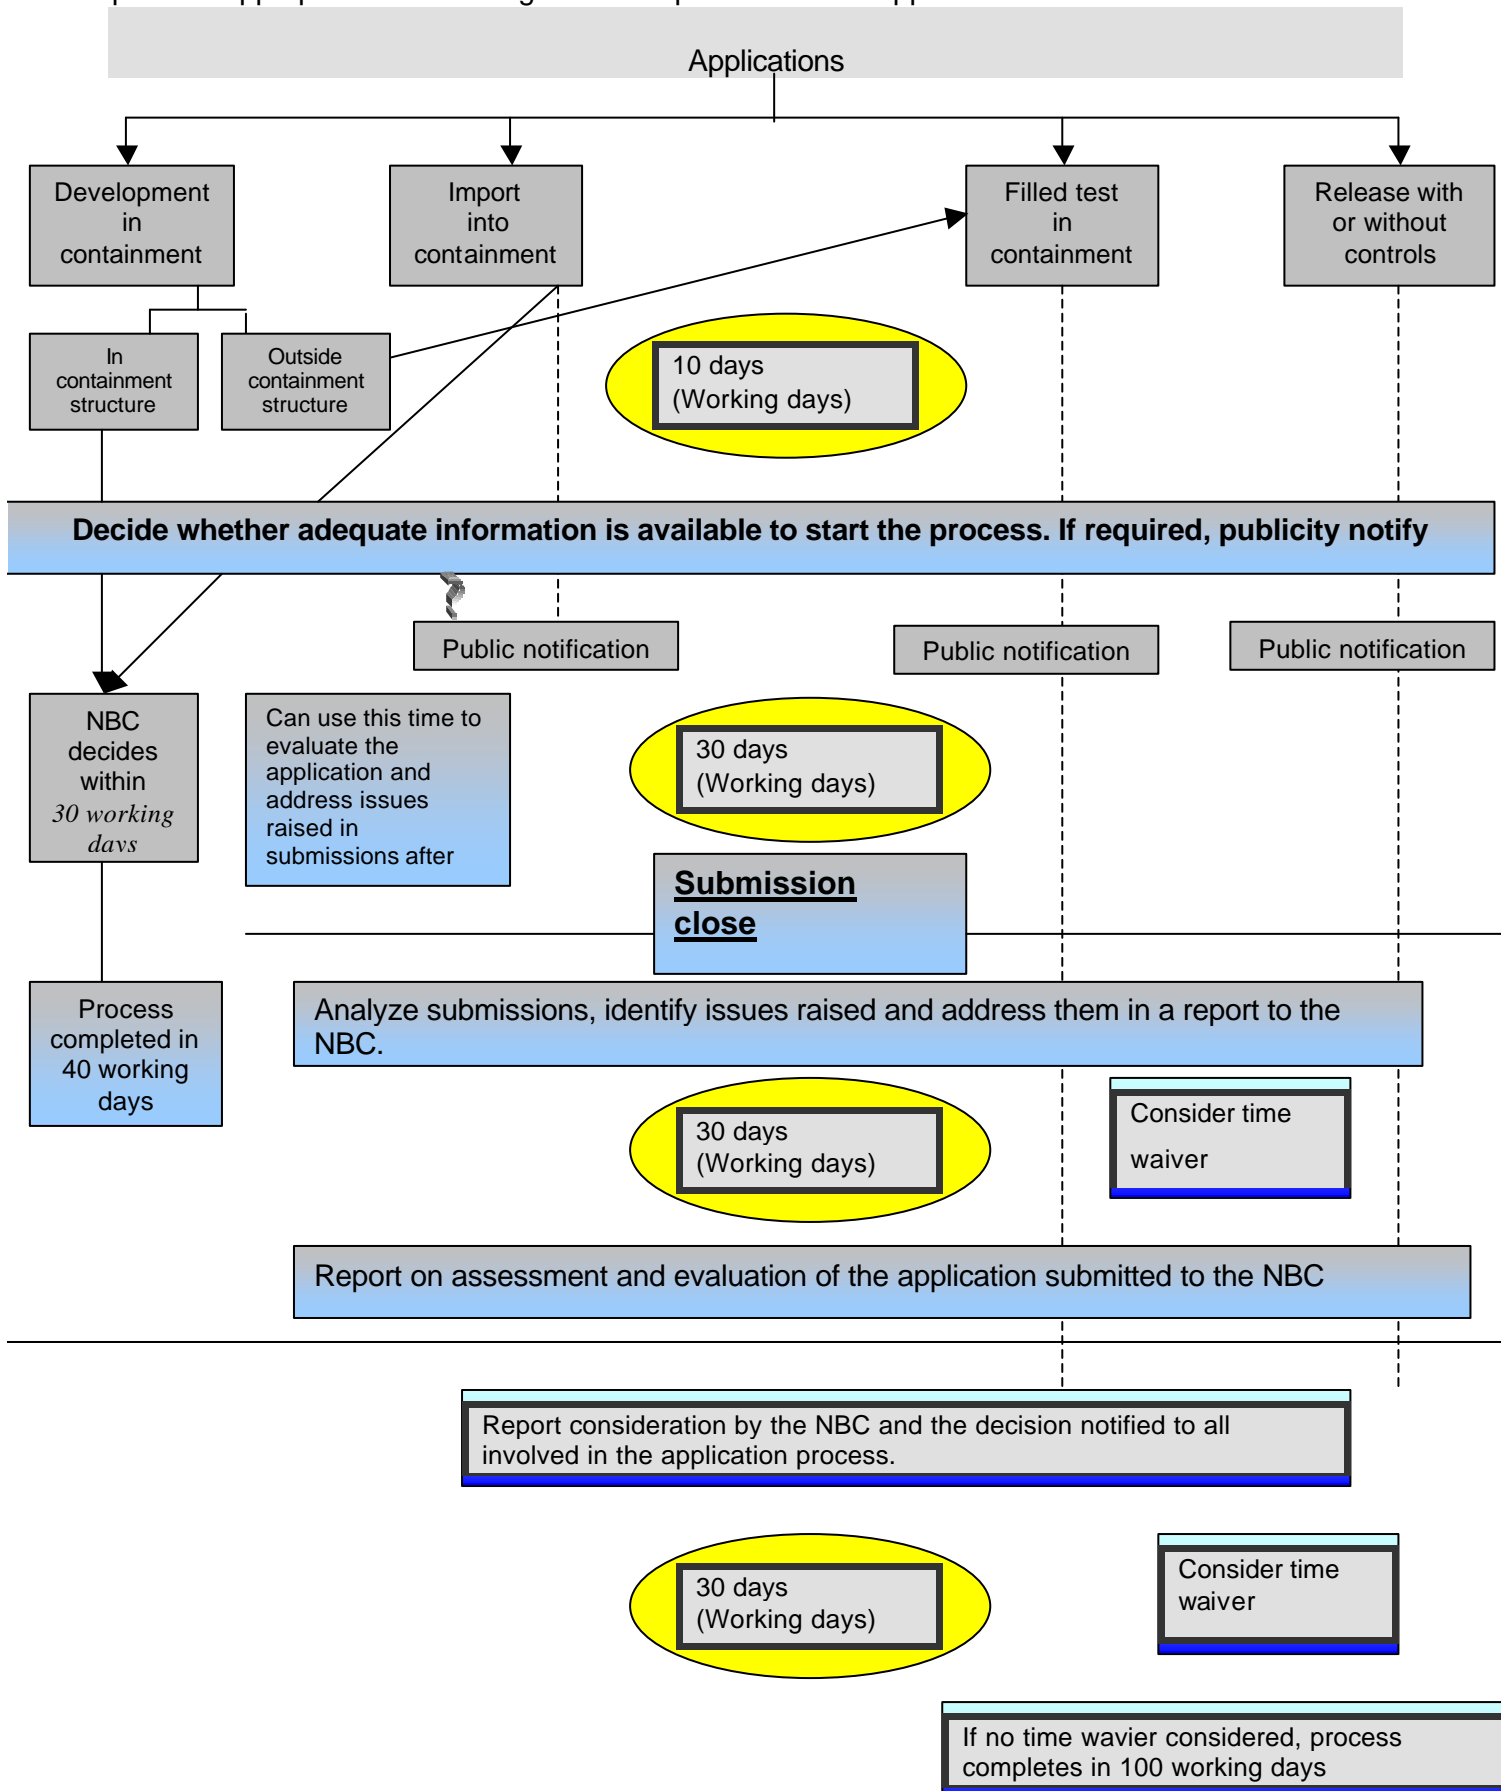 Applications
Development
in
containment
Import
into
containment
Filled test
in
containment
Release with
or without
controls
In
containment
structure
Outside
containment
structure
10 days
(Working days)
Decide whether adequate information is available to start the process. If required, publicity notify
?
Public notification
Public notification
Public notification
NBC
decides
within
30 working
days
Can use this time to
evaluate the
application and
address issues
raised in
submissions after
30 days
(Working days)
Submission
close
Process
completed in
40 working
days
Analyze submissions, identify issues raised and address them in a report to the
NBC.
30 days
(Working days)
Consider time
waiver
Report on assessment and evaluation of the application submitted to the NBC
Report consideration by the NBC and the decision notified to all
involved in the application process.
30 days
(Working days)
Consider time
waiver
If no time wavier considered, process
completes in 100 working days